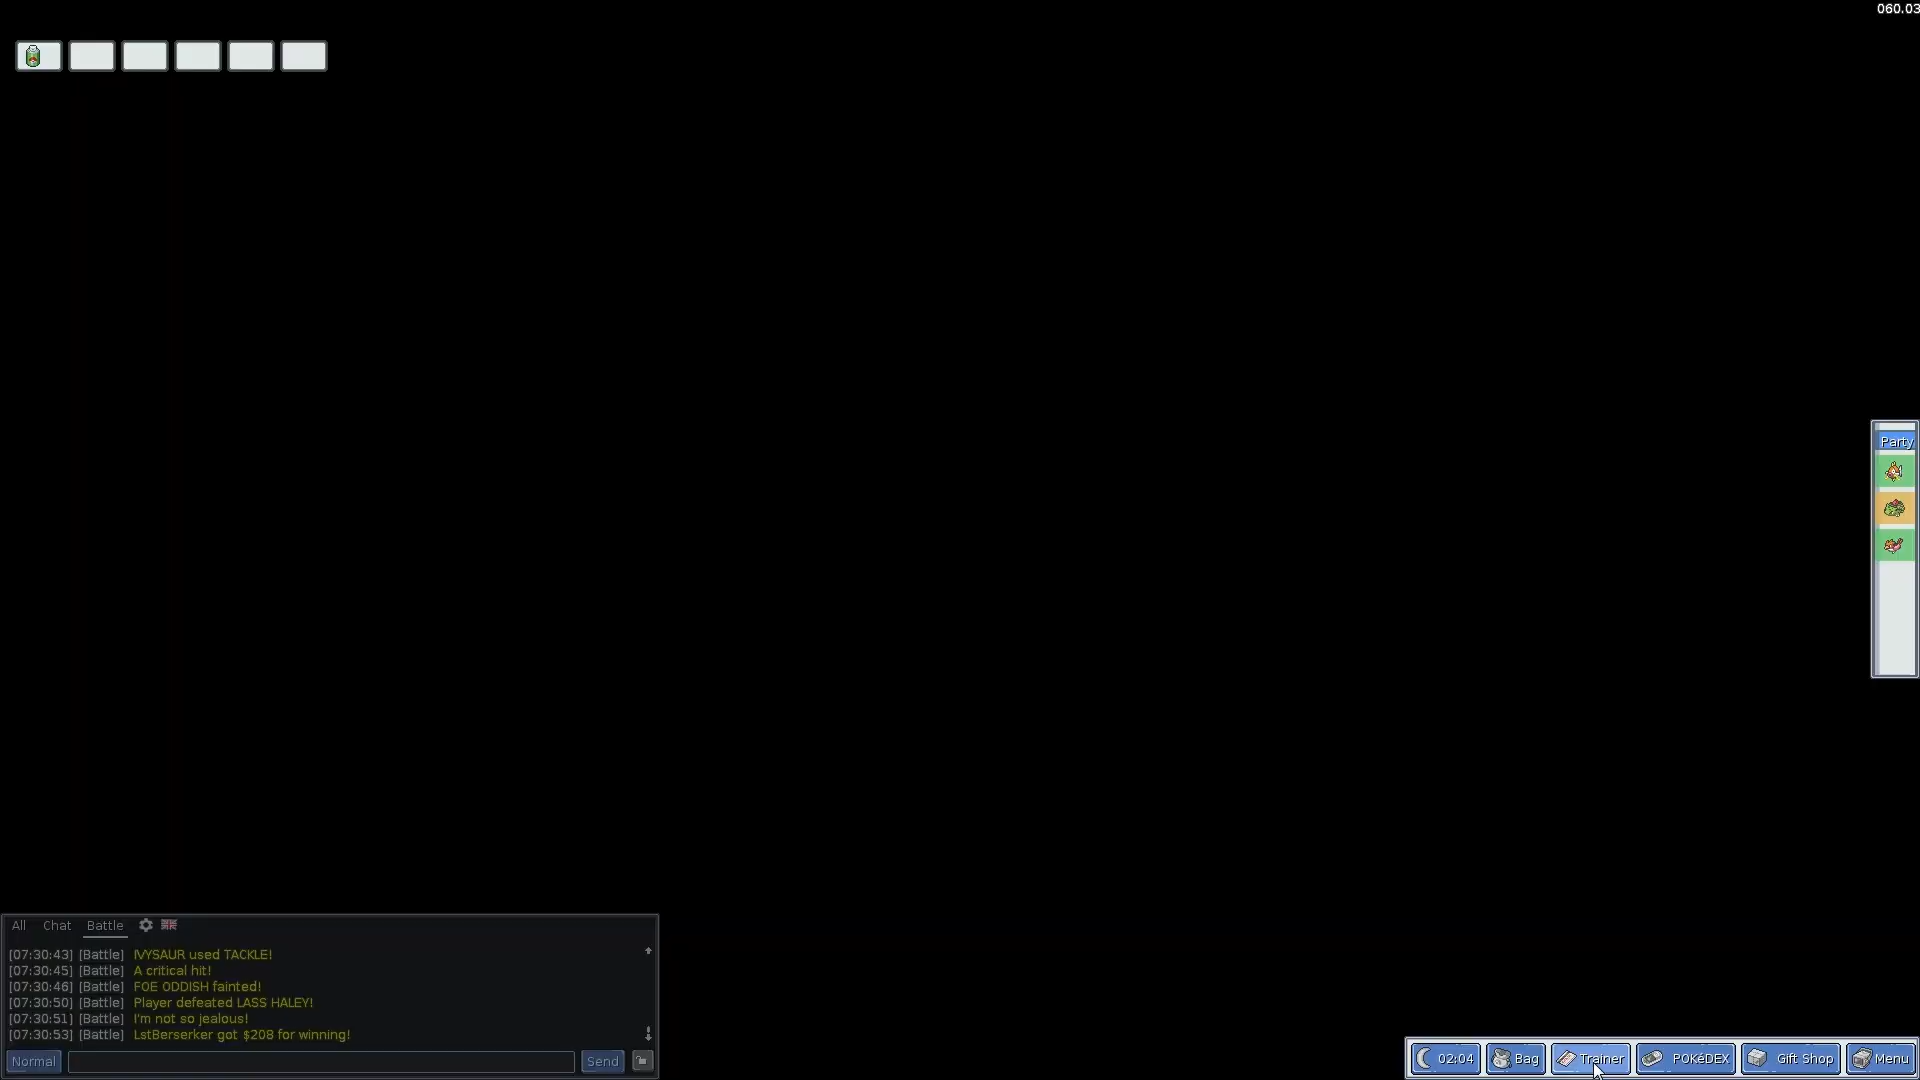 060.03
Party
All Chat Battle
[07:30:43] [Battle] IVYSAUR used TACKLE!
[07:30:45] [Battle] A critical hit!
[07:30:46] [Battle] FOE ODDISH fainted!
[07:30:50] [Battle] Player defeated LASS HALEY!
[07:30:51] [Battle] I'm not so jealous!
[07:30:53] [Battle] LstBerserker got $208 for winning!
Normal Send
02:04 Bag Trainer POKéDEX Gift Shop Menu